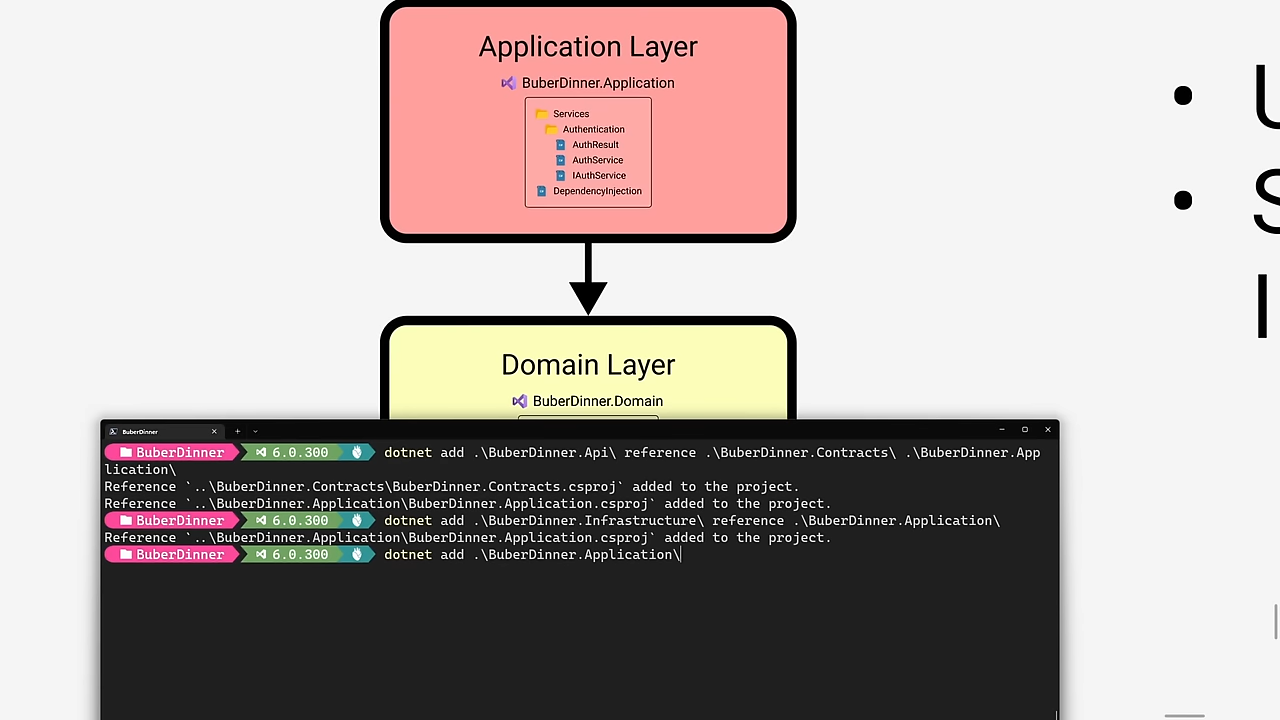 Application Layer
BuberDinner.Application
Services
Authentication
AuthResult
AuthService
IAuthService
DependencyInjection
Domain Layer
BuberDinner.Domain
BuberDinner
BuberDinner 6.0.300 dotnet add .\BuberDinner.Api\ reference .\BuberDinner.Contracts\ .\BuberDinner.App
lication\
Reference `..\BuberDinner.Contracts\BuberDinner.Contracts.csproj` added to the project.
Reference `..\BuberDinner.Application\BuberDinner.Application.csproj` added to the project.
BuberDinner 6.0.300 dotnet add .\BuberDinner.Infrastructure\ reference .\BuberDinner.Application\
Reference `..\BuberDinner.Application\BuberDinner.Application.csproj` added to the project.
BuberDinner 6.0.300 dotnet add .\BuberDinner.Application\